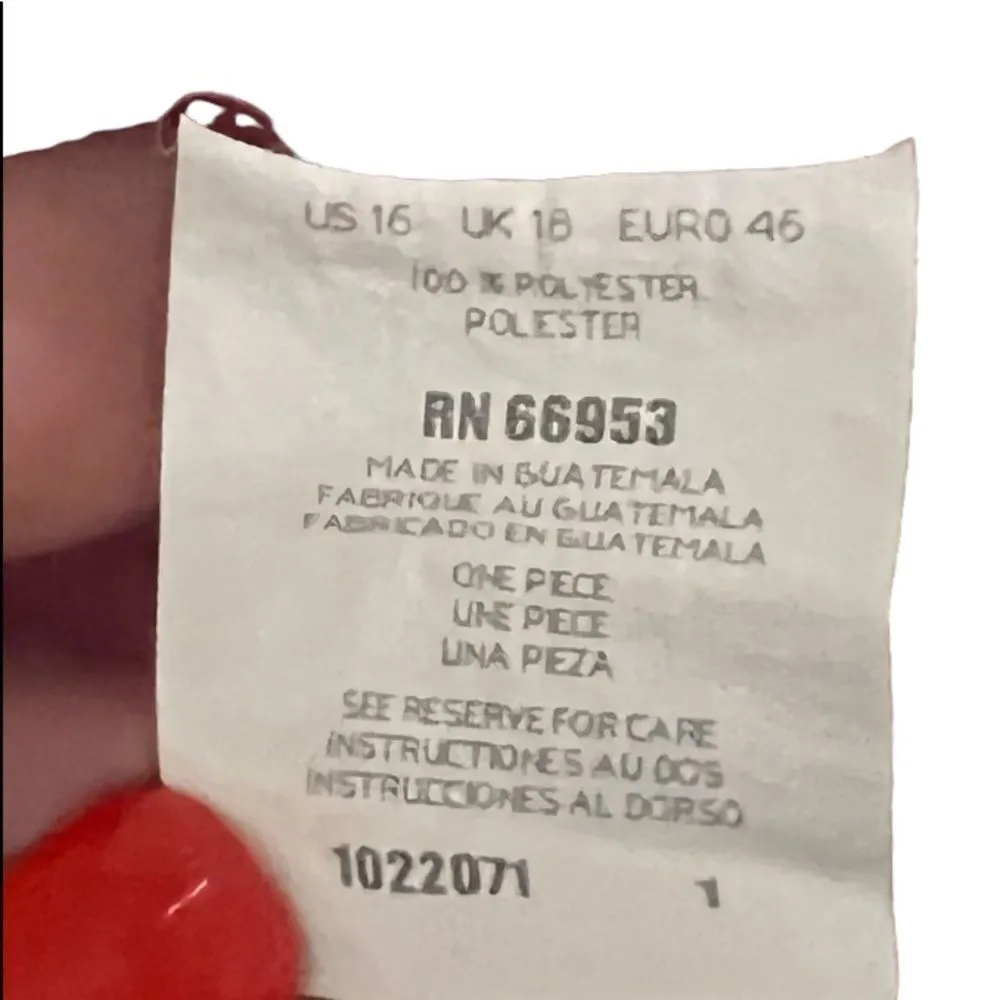 US 16 UK 18 EURO 46
100 % POLYESTER
POLIESTER
RN 66953
MADE IN GUATEMALA
FABRIQUE AU GUATEMALA
FABRICADO EN GUATEMALA
ONE PIECE
UNE PIECE
UNA PIEZA
SEE RESERVE FOR CARE
INSTRUCTIONES AU DOS
INSTRUCCIONES AL DORSO
1022071 1